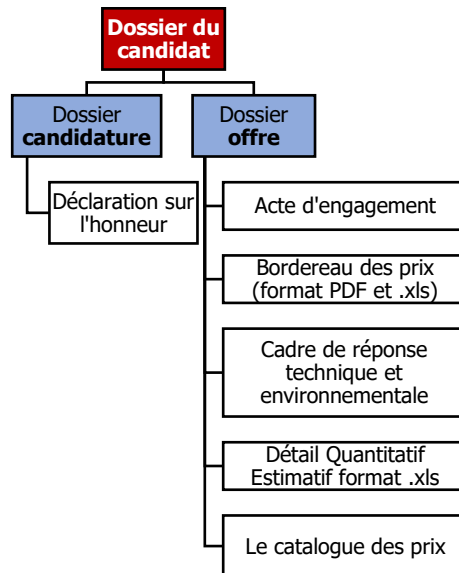 Dossier du
candidat
Dossier
candidature
Dossier
offre
Déclaration sur
l'honneur
Acte d'engagement
Bordereau des prix
(format PDF et .xls)
Cadre de réponse
technique et
environnementale
Détail Quantitatif
Estimatif format .xls
Le catalogue des prix